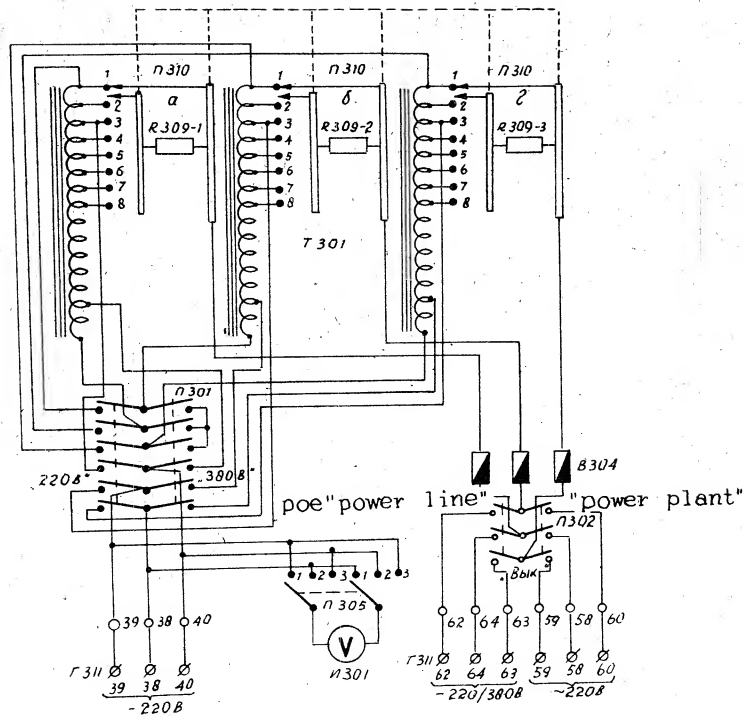 1 П310 1 П310 1 П310
а б г
2 2 2
3 3 3
R309-1 R309-2 R309-3
4 4 4
5 5 5
6 6 6
7 7 7
8 8 8
Т 301
П 301
„220В" „380В" В304
рое"power line" "power plant"
П302
Вык.
1 2 3 1 2 3
П 305
39 38 40 62 64 63 59 58 60
V
Г311 И301 Г311
39 38 40 62 64 63 59 58 60
~220В ~220/380В ~220В